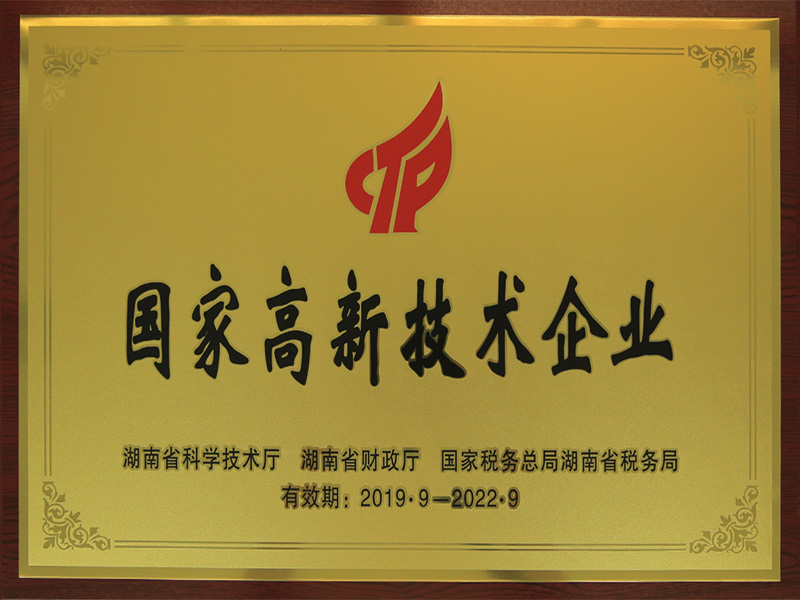 CTP
国家高新技术企业
湖南省科学技术厅 湖南省财政厅 国家税务总局湖南省税务局
有效期：2019·9—2022·9